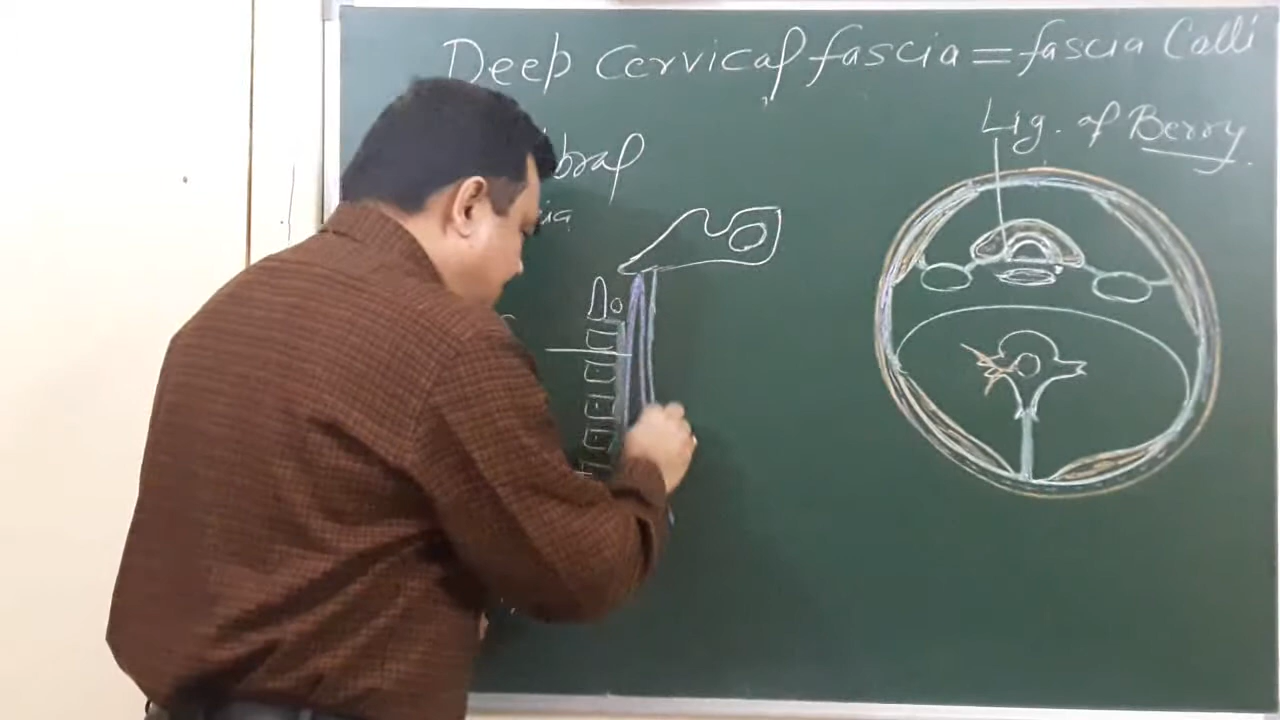 Deep Cervical fascia = fascia Colli
Lig. of Berry.